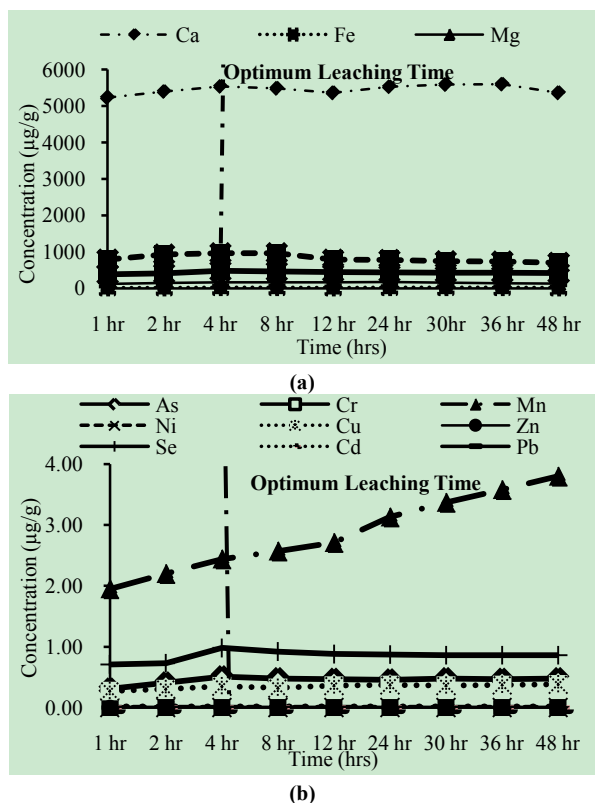 Ca Fe Mg
Optimum Leaching Time
Concentration (µg/g)
6000
5000
4000
3000
2000
1000
0
1 hr 2 hr 4 hr 8 hr 12 hr 24 hr 30hr 36 hr 48 hr
Time (hrs)
(a)
As Cr Mn
Ni Cu Zn
Se Cd Pb
Optimum Leaching Time
Concentration (µg/g)
4.00
3.00
2.00
1.00
0.00
1 hr 2 hr 4 hr 8 hr 12 hr 24 hr 30 hr 36 hr 48 hr
Time (hrs)
(b)